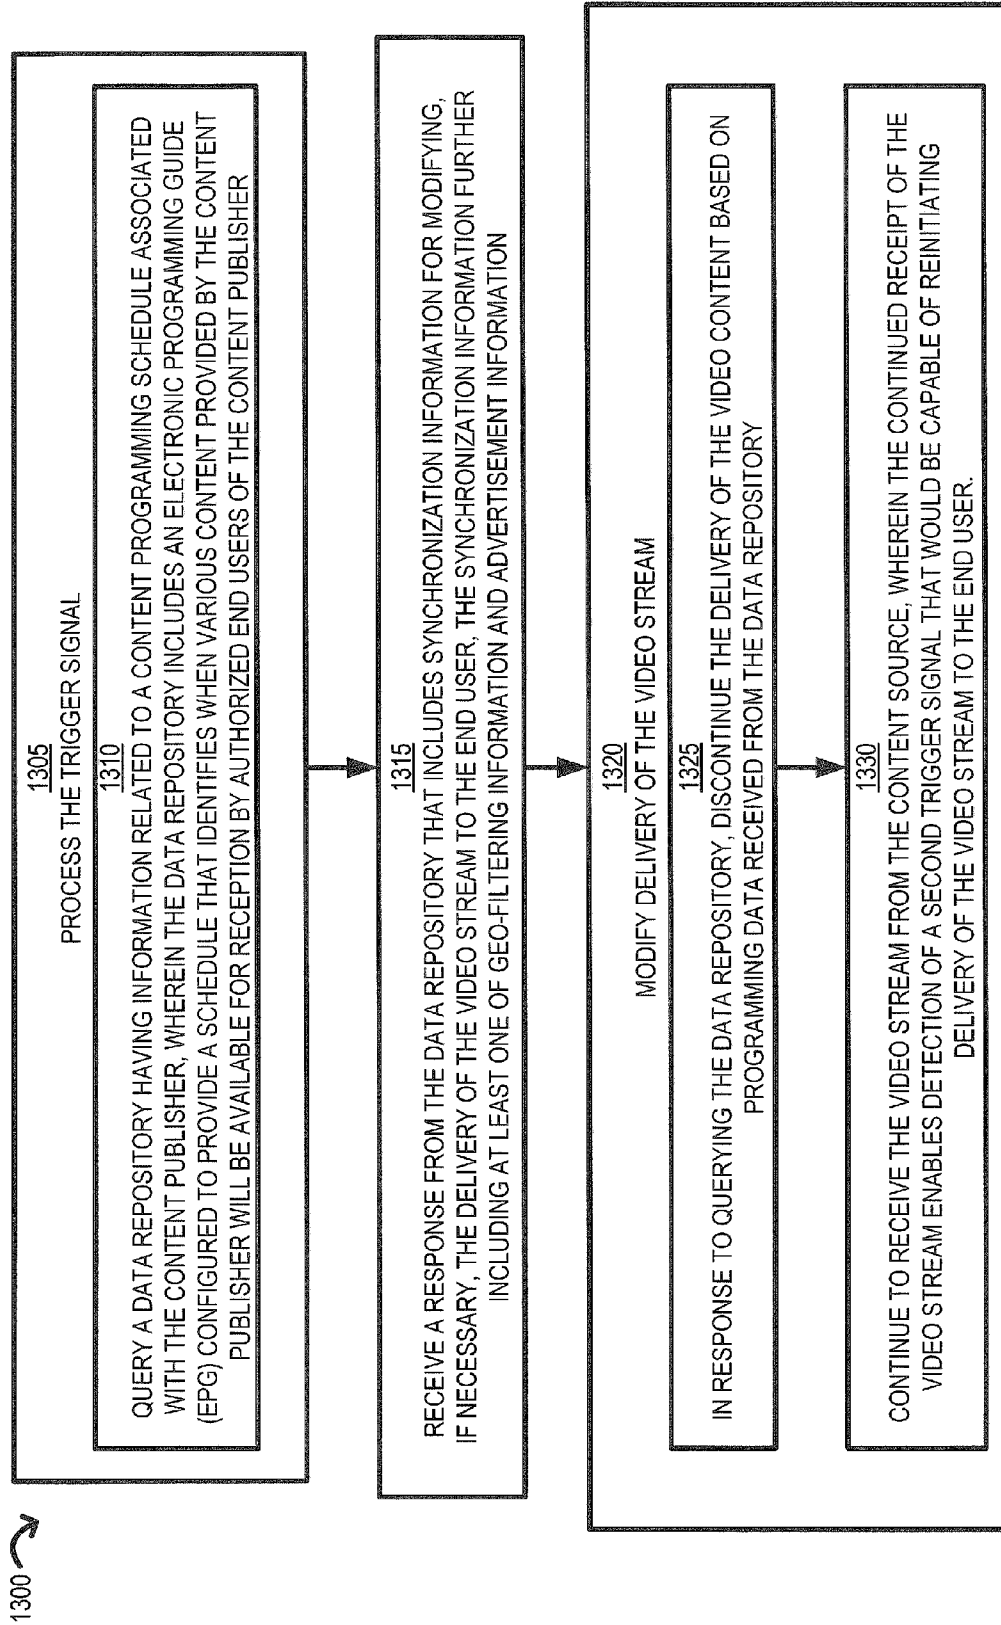 1300
1305
PROCESS THE TRIGGER SIGNAL
1310
QUERY A DATA REPOSITORY HAVING INFORMATION RELATED TO A CONTENT PROGRAMMING SCHEDULE ASSOCIATED
WITH THE CONTENT PUBLISHER, WHEREIN THE DATA REPOSITORY INCLUDES AN ELECTRONIC PROGRAMMING GUIDE
(EPG) CONFIGURED TO PROVIDE A SCHEDULE THAT IDENTIFIES WHEN VARIOUS CONTENT PROVIDED BY THE CONTENT
PUBLISHER WILL BE AVAILABLE FOR RECEPTION BY AUTHORIZED END USERS OF THE CONTENT PUBLISHER
1315
RECEIVE A RESPONSE FROM THE DATA REPOSITORY THAT INCLUDES SYNCHRONIZATION INFORMATION FOR MODIFYING,
IF NECESSARY, THE DELIVERY OF THE VIDEO STREAM TO THE END USER, THE SYNCHRONIZATION INFORMATION FURTHER
INCLUDING AT LEAST ONE OF GEO-FILTERING INFORMATION AND ADVERTISEMENT INFORMATION
1320
MODIFY DELIVERY OF THE VIDEO STREAM
1325
IN RESPONSE TO QUERYING THE DATA REPOSITORY, DISCONTINUE THE DELIVERY OF THE VIDEO CONTENT BASED ON
PROGRAMMING DATA RECEIVED FROM THE DATA REPOSITORY
1330
CONTINUE TO RECEIVE THE VIDEO STREAM FROM THE CONTENT SOURCE, WHEREIN THE CONTINUED RECEIPT OF THE
VIDEO STREAM ENABLES DETECTION OF A SECOND TRIGGER SIGNAL THAT WOULD BE CAPABLE OF REINITIATING
DELIVERY OF THE VIDEO STREAM TO THE END USER.